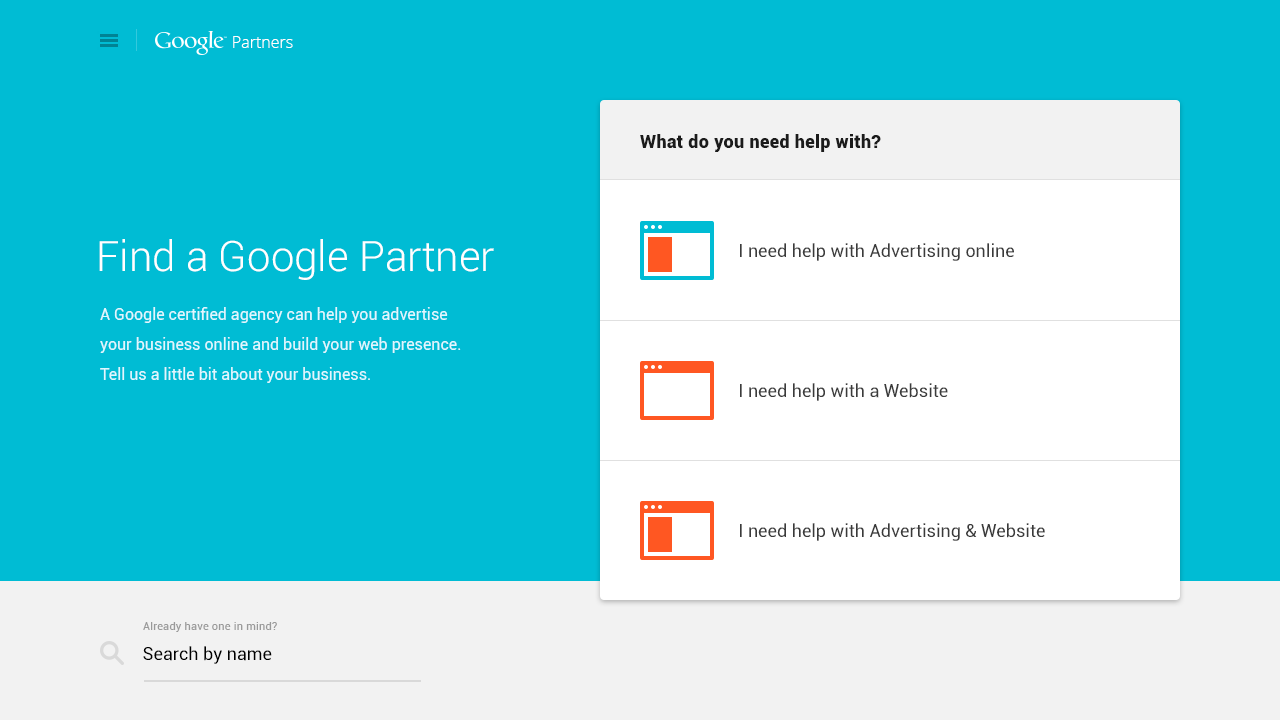 Google Partners
What do you need help with?
I need help with Advertising online
Find a Google Partner
A Google certified agency can help you advertise
your business online and build your web presence.
Tell us a little bit about your business.
I need help with a Website
I need help with Advertising & Website
Already have one in mind?
Search by name